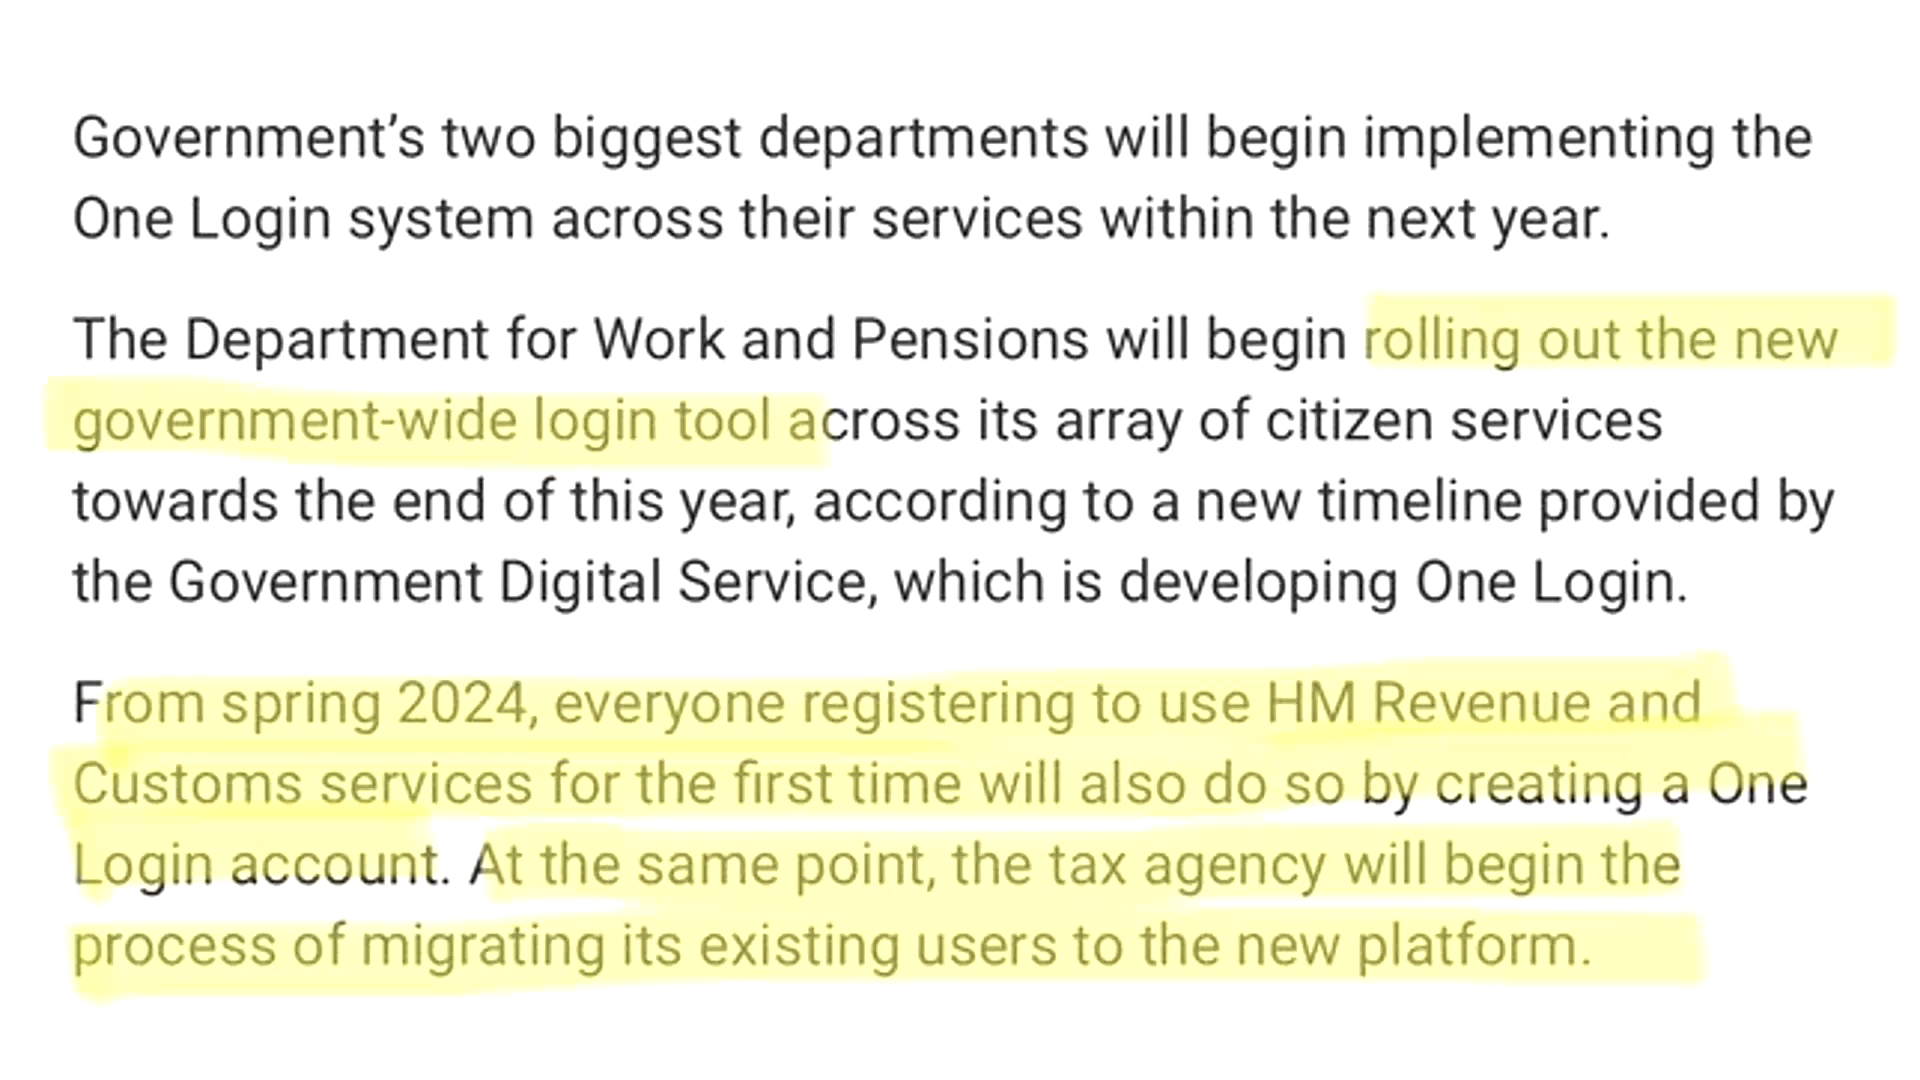 Government’s two biggest departments will begin implementing the
One Login system across their services within the next year.
The Department for Work and Pensions will begin rolling out the new
government-wide login tool across its array of citizen services
towards the end of this year, according to a new timeline provided by
the Government Digital Service, which is developing One Login.
From spring 2024, everyone registering to use HM Revenue and
Customs services for the first time will also do so by creating a One
Login account. At the same point, the tax agency will begin the
process of migrating its existing users to the new platform.